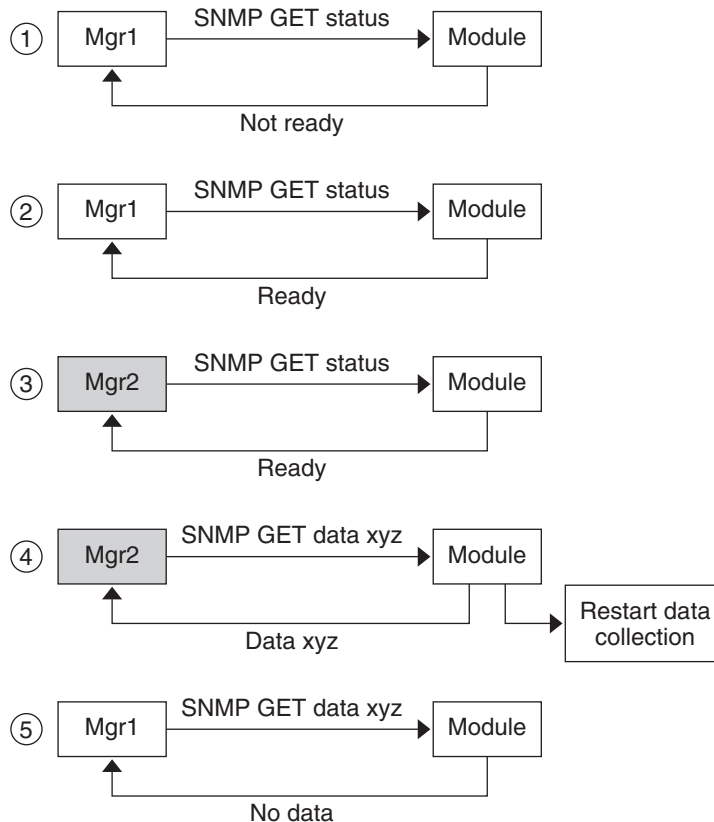 SNMP GET status
1
Mgr1
Module
Not ready
SNMP GET status
2
Mgr1
Module
Ready
SNMP GET status
3
Mgr2
Module
Ready
SNMP GET data xyz
4
Mgr2
Module
Data xyz
Restart data
collection
SNMP GET data xyz
5
Mgr1
Module
No data